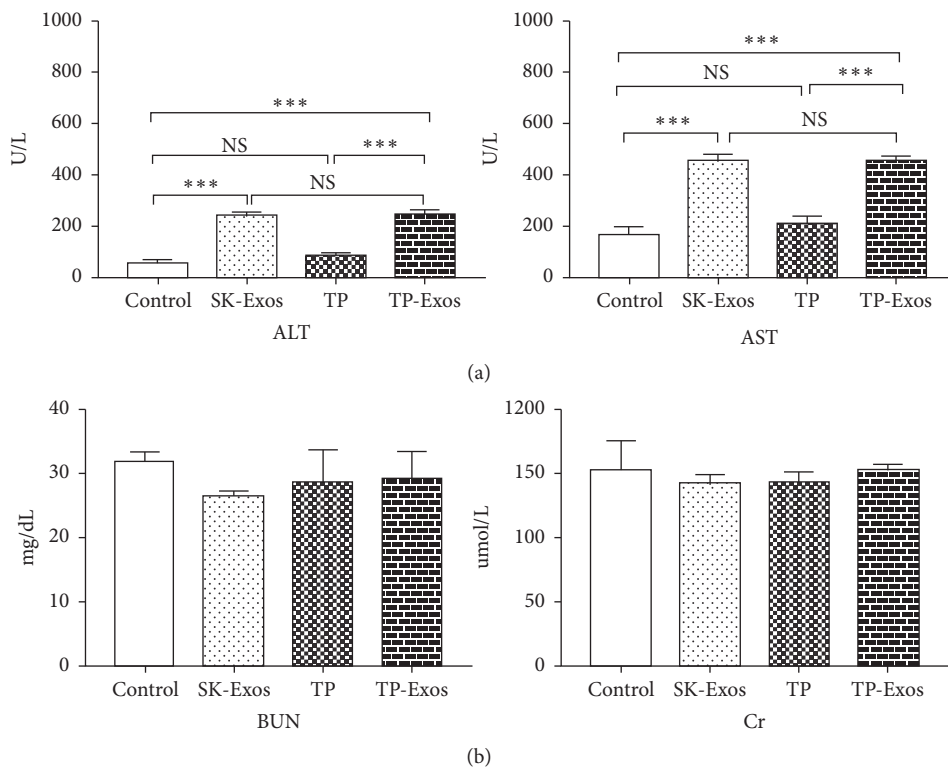 1000
800
600
400
200
0
U/L
***
NS
***
***
NS
Control SK-Exos TP TP-Exos
ALT
1000
800
600
400
200
0
U/L
***
NS
***
***
NS
Control SK-Exos TP TP-Exos
AST
(a)
40
30
20
10
0
mg/dL
Control SK-Exos TP TP-Exos
BUN
1200
150
100
50
0
umol/L
Control SK-Exos TP TP-Exos
Cr
(b)